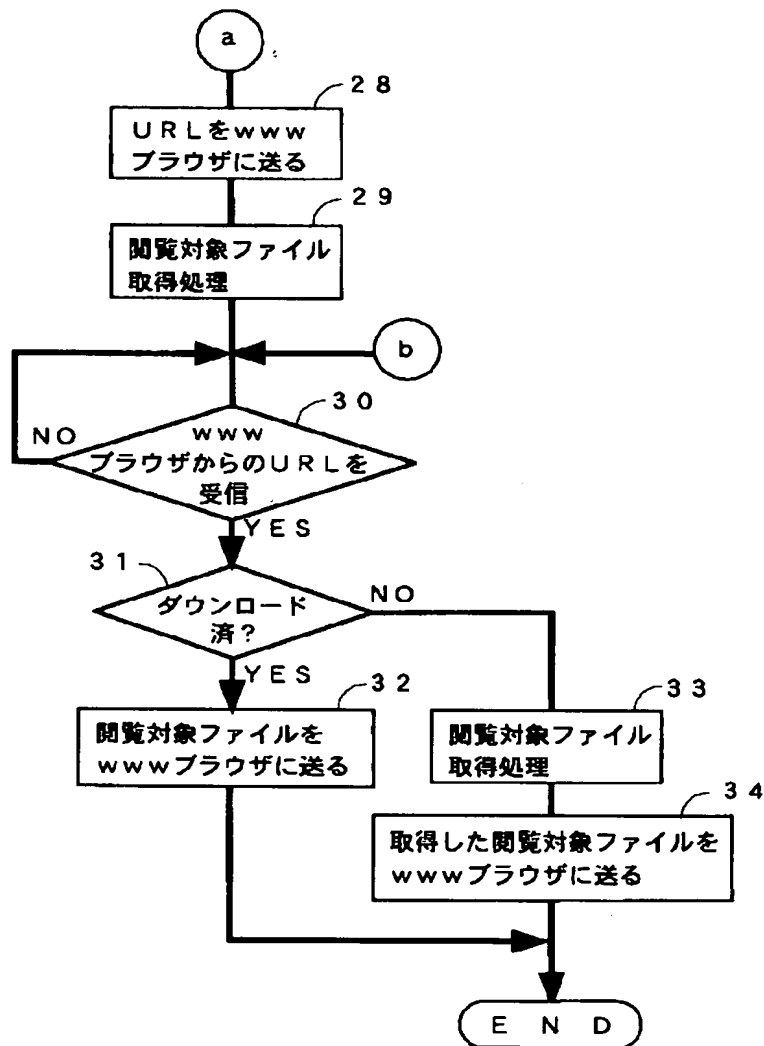 a
28
URLをwww
ブラウザに送る
29
閲覧対象ファイル
取得処理
b
30
NO
www
ブラウザからのURLを
受信
YES
31
ダウンロード
済?
NO
YES
32
閲覧対象ファイルを
wwwブラウザに送る
33
閲覧対象ファイル
取得処理
34
取得した閲覧対象ファイルを
wwwブラウザに送る
END